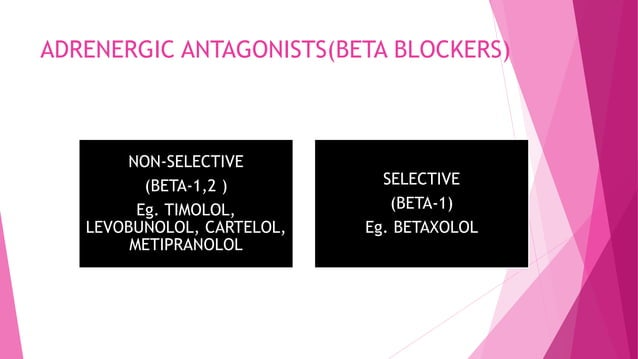 ADRENERGIC ANTAGONISTS(BETA BLOCKERS)
NON-SELECTIVE
(BETA-1,2 )
Eg. TIMOLOL,
LEVOBUNOLOL, CARTELOL,
METIPRANOLOL
SELECTIVE
(BETA-1)
Eg. BETAXOLOL